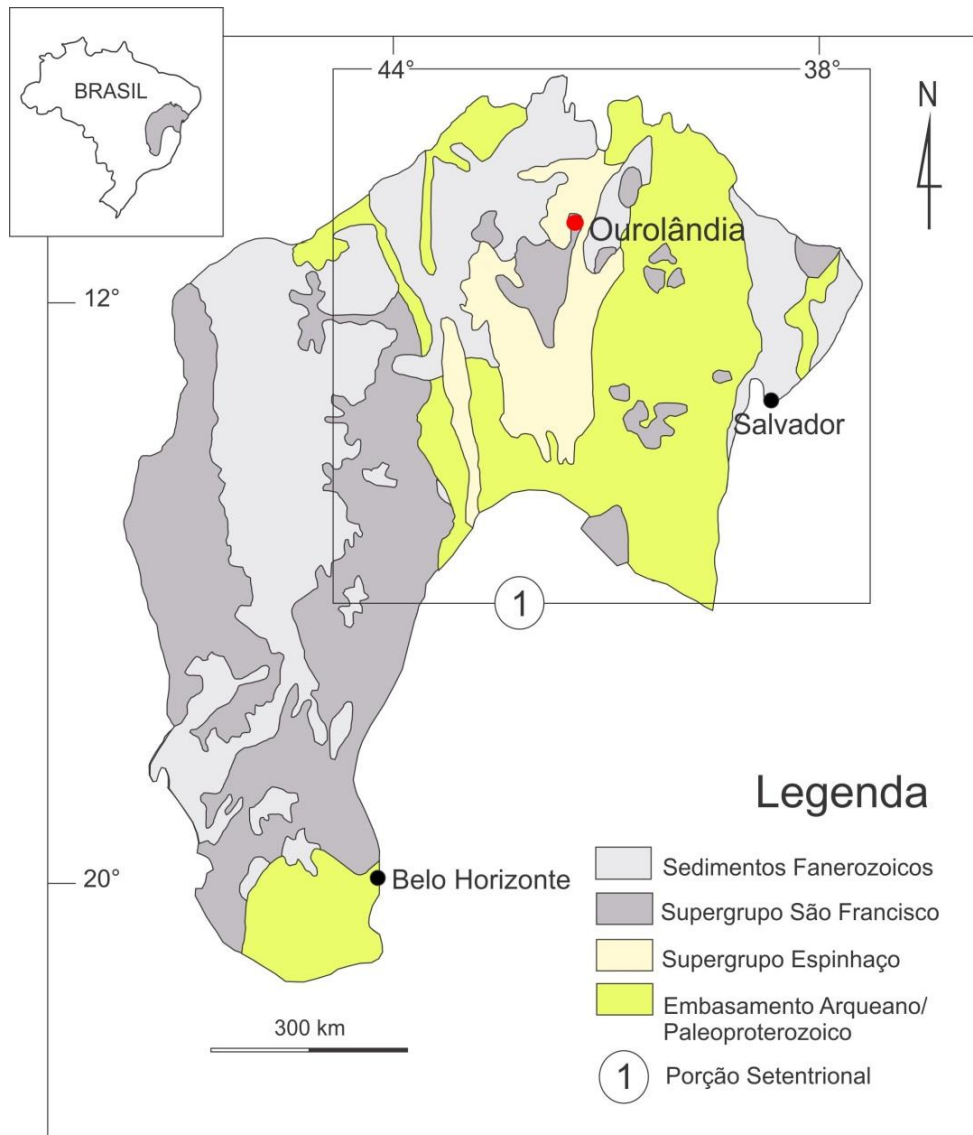 BRASIL
44°
38°
N
Ourolândia
12°
Salvador
1
Legenda
20°
Belo Horizonte
Sedimentos Fanerozoicos
Supergrupo São Francisco
Supergrupo Espinhaço
Embasamento Arqueano/
Paleoproterozoico
300 km
1
Porção Setentrional